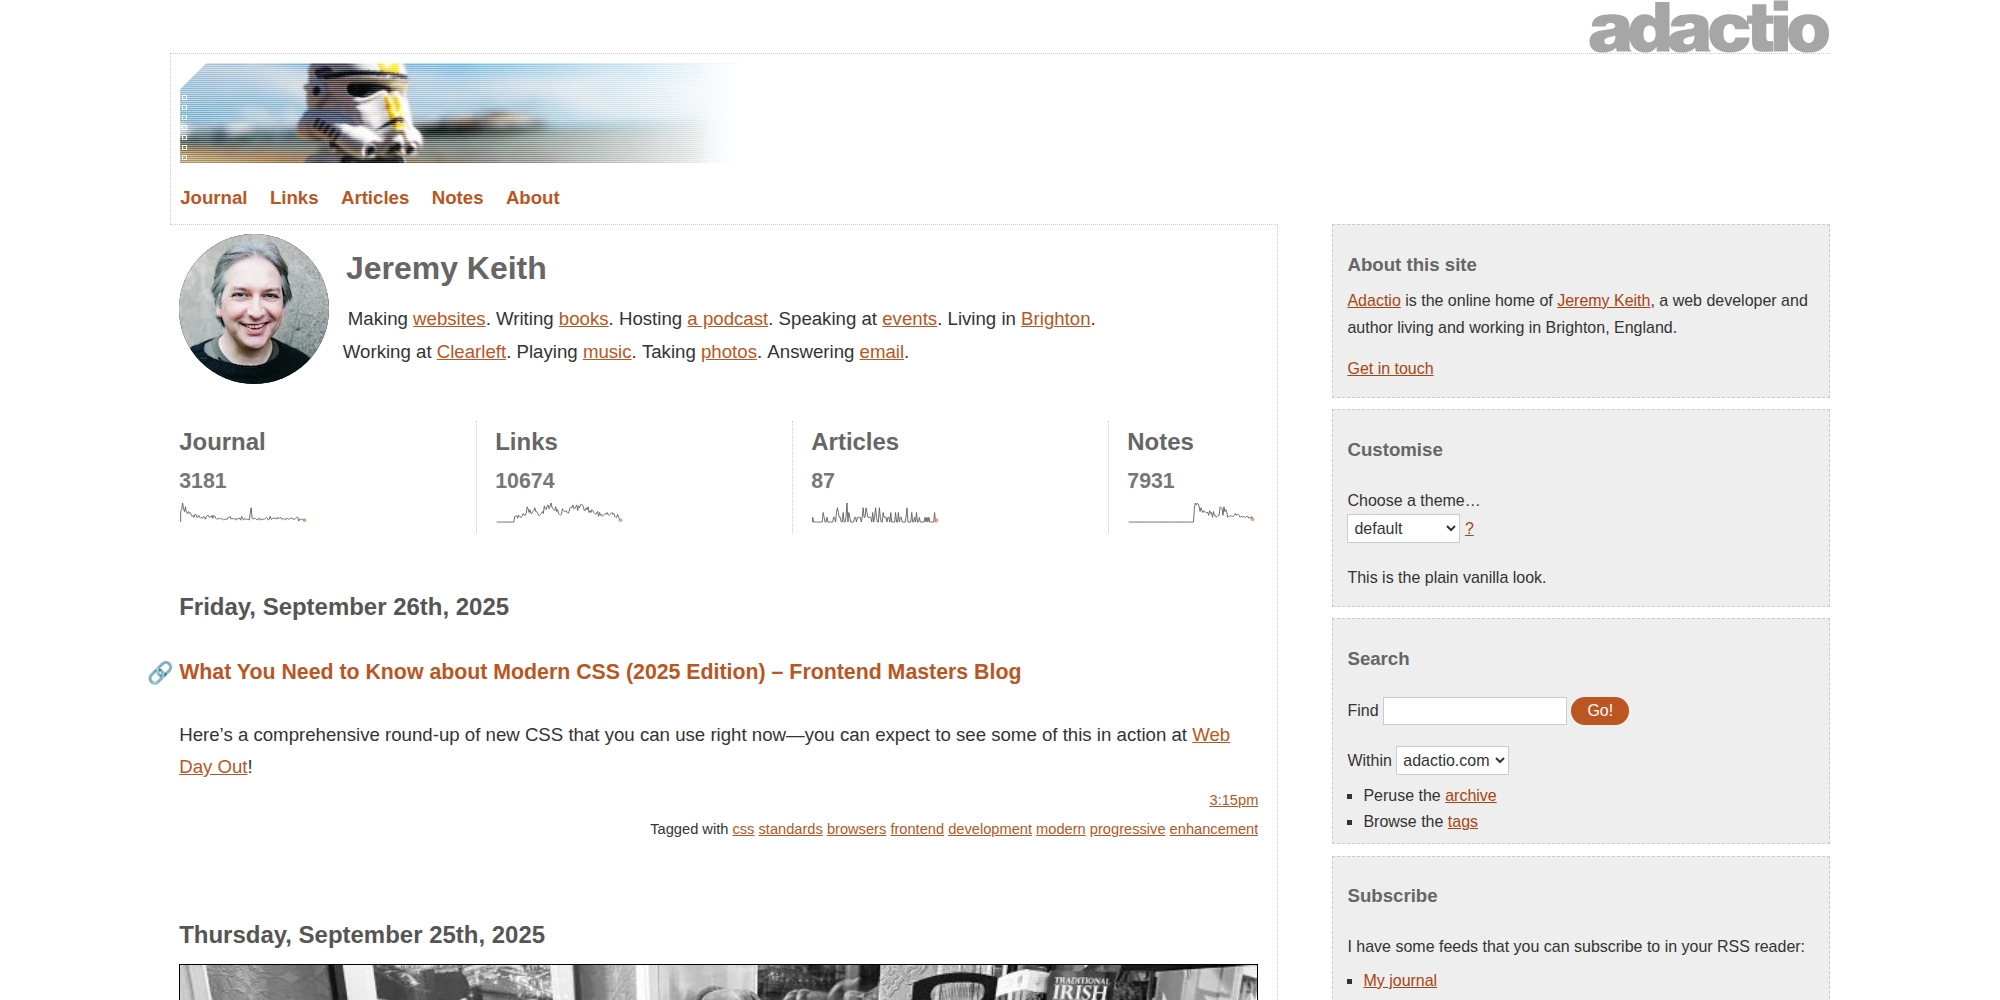 adactio
Journal Links Articles Notes About
Jeremy Keith
Making websites. Writing books. Hosting a podcast. Speaking at events. Living in Brighton.
Working at Clearleft. Playing music. Taking photos. Answering email.
Journal
3181
Links
10674
Articles
87
Notes
7931
Friday, September 26th, 2025
🔗 What You Need to Know about Modern CSS (2025 Edition) – Frontend Masters Blog
Here’s a comprehensive round-up of new CSS that you can use right now—you can expect to see some of this in action at Web
Day Out!
3:15pm
Tagged with css standards browsers frontend development modern progressive enhancement
Thursday, September 25th, 2025
TRADITIONAL
IRISH
About this site
Adactio is the online home of Jeremy Keith, a web developer and
author living and working in Brighton, England.
Get in touch
Customise
Choose a theme…
default ?
This is the plain vanilla look.
Search
Find Go!
Within adactio.com
Peruse the archive
Browse the tags
Subscribe
I have some feeds that you can subscribe to in your RSS reader:
My journal